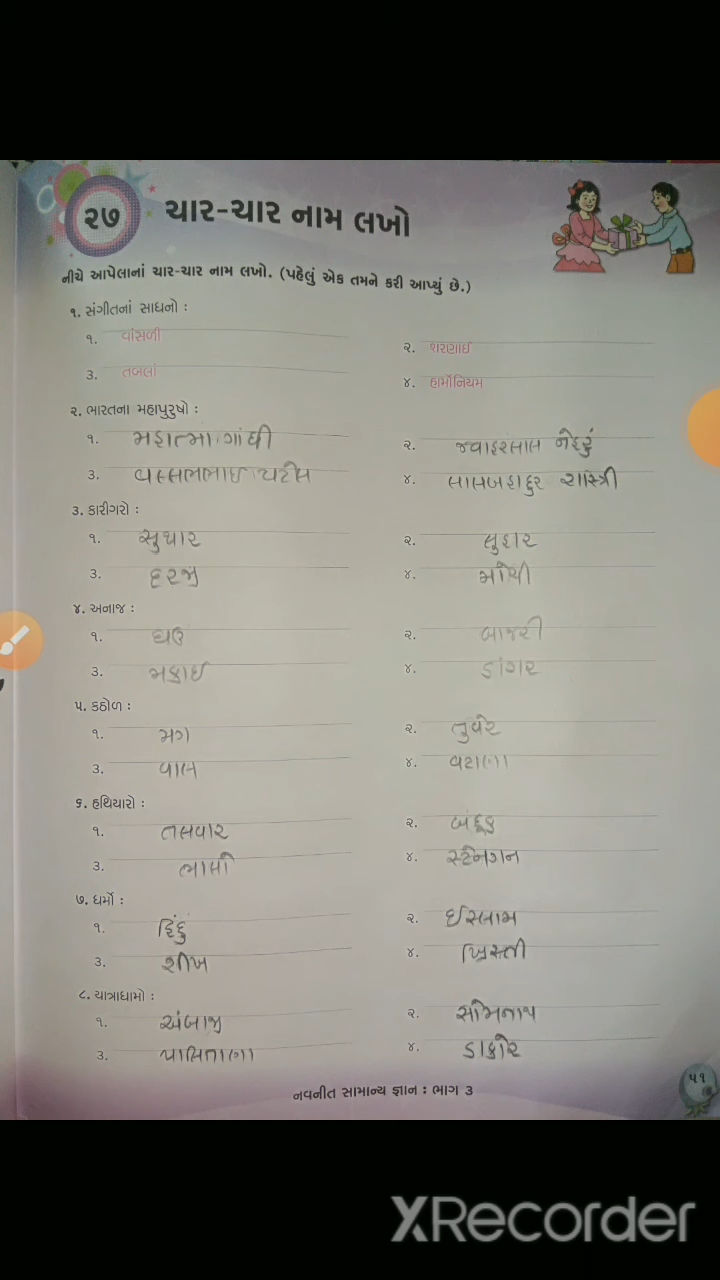 ૨૭
ચાર-ચાર નામ લખો
નીચે આપેલાનાં ચાર-ચાર નામ લખો. (પહેલું એક તમને કરી આપ્યું છે.)
૧. સંગીતનાં સાધનો :
૧. વાંસળી ૨. શરણાઈ
૩. તબલાં ૪. હાર્મોનિયમ
૨. ભારતના મહાપુરુષો :
૧. મહાત્મા ગાંધી ૨. જવાહરલાલ નેહરું
૩. વલ્લભભાઈ પટેલ ૪. લાલબહાદુર શાસ્ત્રી
૩. કારીગરો :
૧. સુથાર ૨. લુહાર
૩. દરજી ૪. મોચી
૪. અનાજ :
૧. ઘઉં ૨. બાજરી
૩. મકાઈ ૪. ડાંગર
૫. કઠોળ :
૧. મગ ૨. તુવેર
૩. વાલ ૪. વટાણા
૬. હથિયારો :
૧. તલવાર ૨. બંદૂક
૩. ભાલો ૪. સ્ટેનગન
૭. ધર્મો :
૧. હિંદુ ૨. ઈસ્લામ
૩. શીખ ૪. ખ્રિસ્તી
૮. યાત્રાધામો :
૧. અંબાજી ૨. સોમનાથ
૩. પાલિતાણા ૪. ડાકોર
નવનીત સામાન્ય જ્ઞાન : ભાગ ૩
૫૧
XRecorder